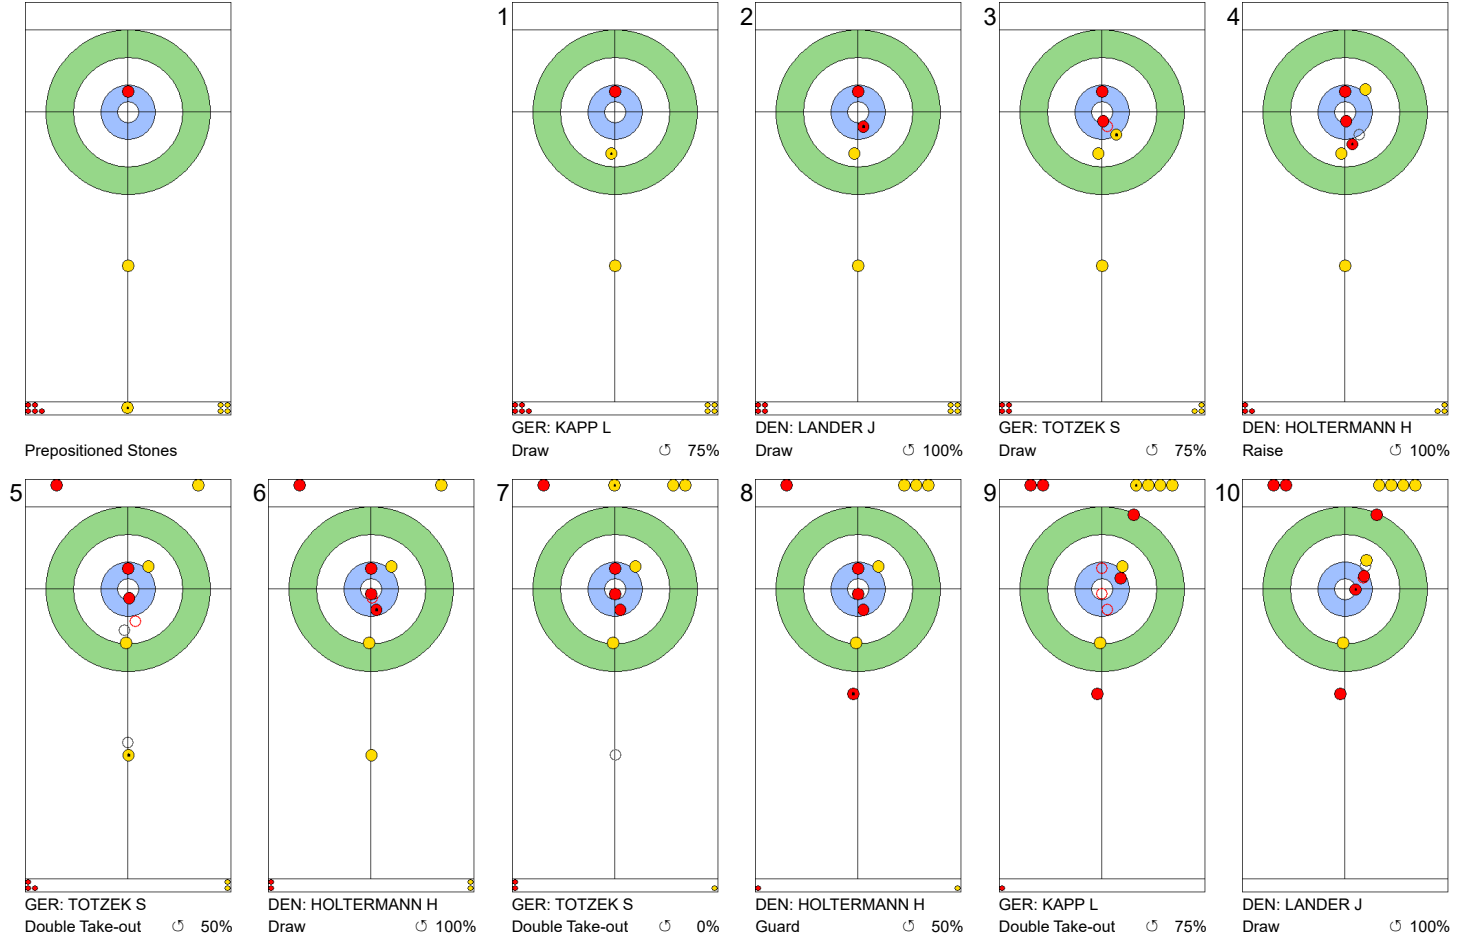 1
2
3
4
Prepositioned Stones
GER: KAPP L
Draw 75%
DEN: LANDER J
Draw 100%
GER: TOTZEK S
Draw 75%
DEN: HOLTERMANN H
Raise 100%
5
6
7
8
9
10
GER: TOTZEK S
Double Take-out 50%
DEN: HOLTERMANN H
Draw 100%
GER: TOTZEK S
Double Take-out 0%
DEN: HOLTERMANN H
Guard 50%
GER: KAPP L
Double Take-out 75%
DEN: LANDER J
Draw 100%